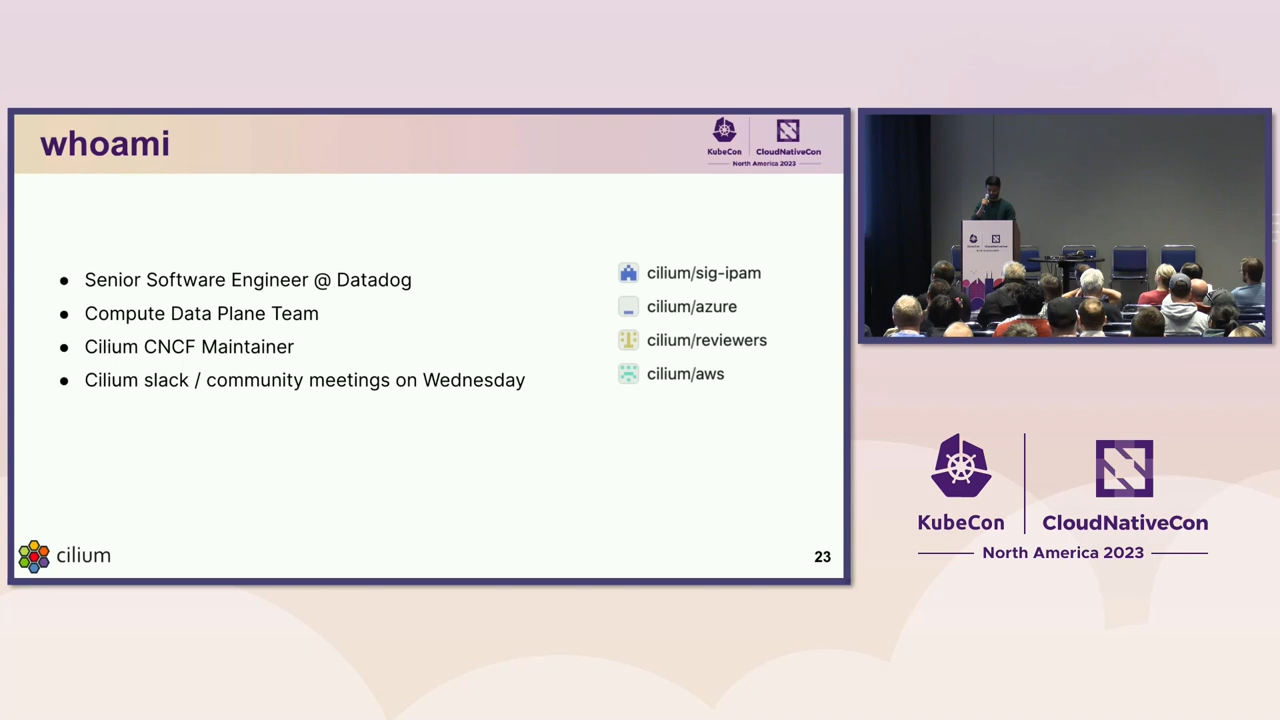 whoami
KubeCon
CloudNativeCon
North America 2023
● Senior Software Engineer @ Datadog
● Compute Data Plane Team
● Cilium CNCF Maintainer
● Cilium slack / community meetings on Wednesday
cilium/sig-ipam
cilium/azure
cilium/reviewers
cilium/aws
cilium
23
KubeCon
CloudNativeCon
North America 2023